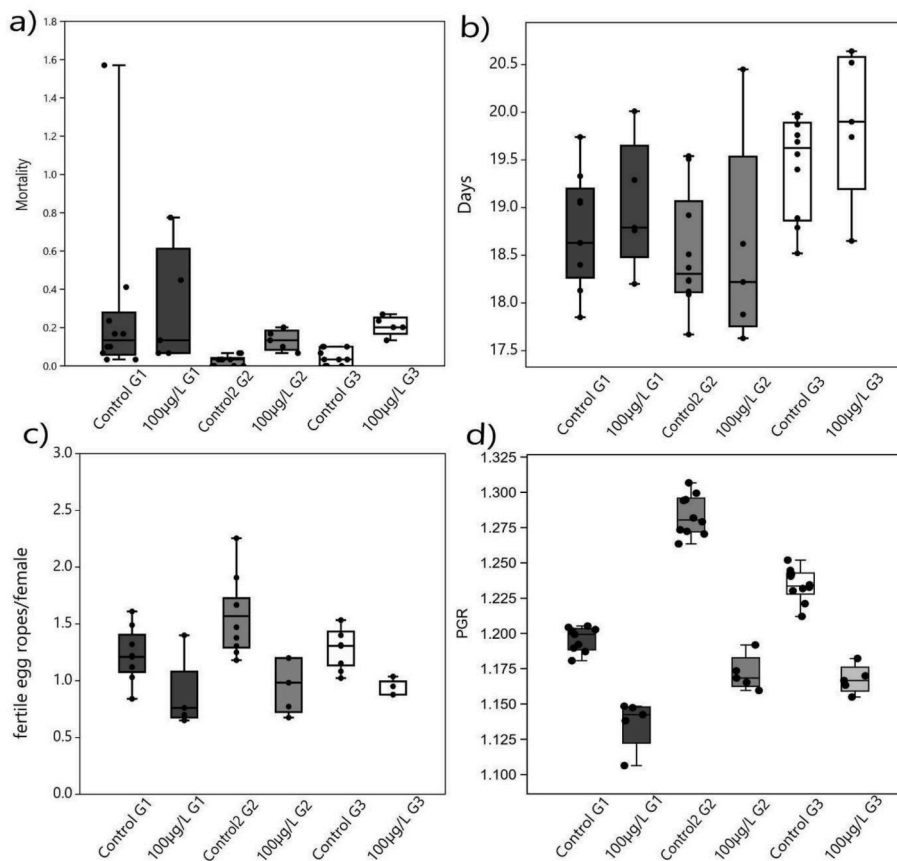 a)
Mortality
1.8
1.6
1.4
1.2
1.0
0.8
0.6
0.4
0.2
0.0
Control G1
100µg/L G1
Control2 G2
100µg/L G2
Control G3
100µg/L G3
b)
Days
20.5
20.0
19.5
19.0
18.5
18.0
17.5
Control G1
100µg/L G1
Control2 G2
100µg/L G2
Control G3
100µg/L G3
c)
fertile egg ropes/female
3.0
2.5
2.0
1.5
1.0
0.5
0.0
Control G1
100µg/L G1
Control2 G2
100µg/L G2
Control G3
100µg/L G3
d)
PGR
1.325
1.300
1.275
1.250
1.225
1.200
1.175
1.150
1.125
1.100
Control G1
100µg/L G1
Control2 G2
100µg/L G2
Control G3
100µg/L G3